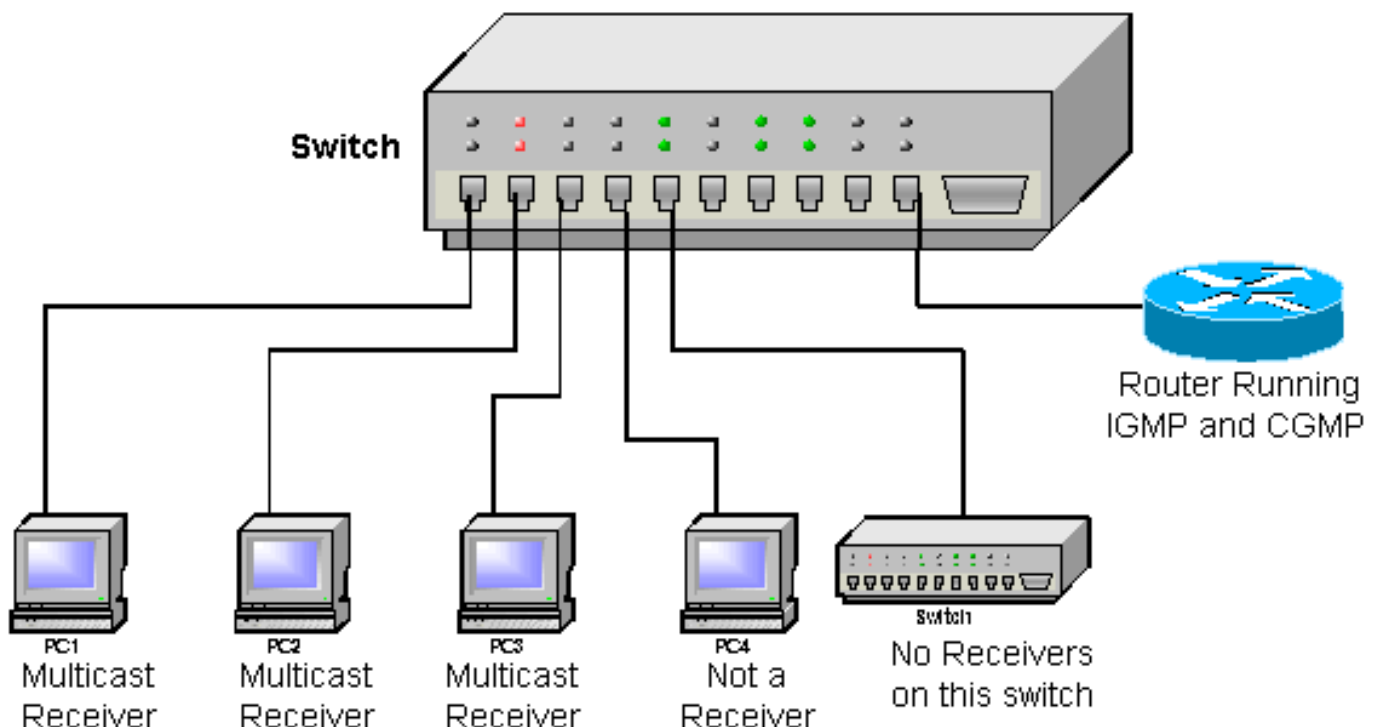 Switch
Router Running
IGMP and CGMP
PC1
Multicast
Receiver
PC2
Multicast
Receiver
PC3
Multicast
Receiver
PC4
Not a
Receiver
Switch
No Receivers
on this switch